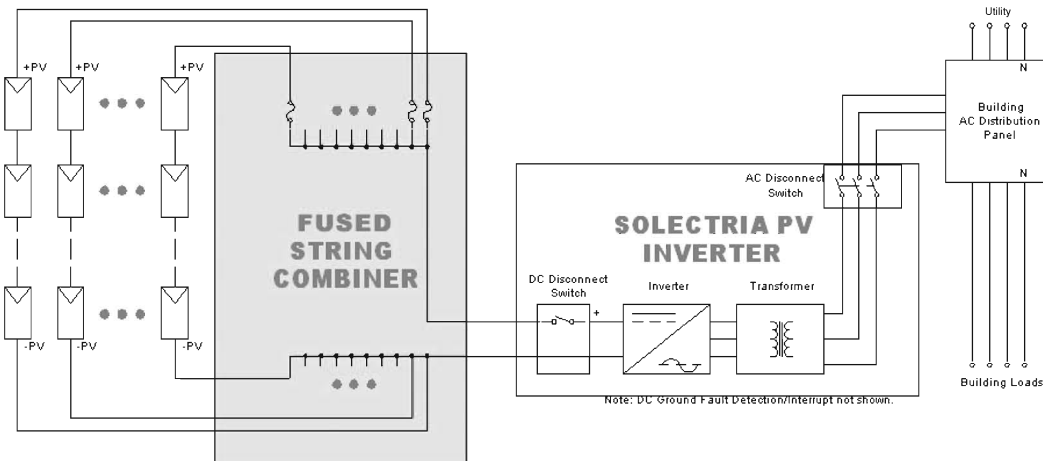 Utility
N
Building
AC Distribution
Panel
N
+PV
+PV
+PV
AC Disconnect
Switch
FUSED
STRING
COMBINER
SOLECTRIA PV
INVERTER
DC Disconnect
Switch
+
Inverter
Transformer
-PV
-PV
-PV
Building Loads
Note: DC Ground Fault Detection/Interrupt not shown.